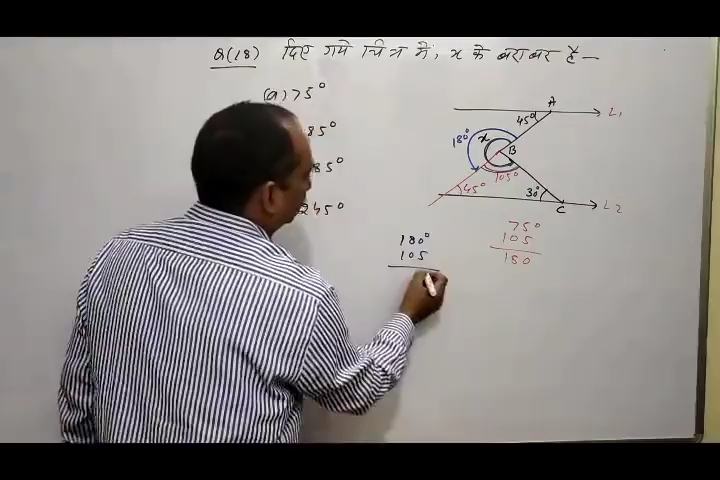 Q(18) दिए गये चित्र में, x के बराबर है —
(a) 75°
85°
85°
245°
A
45°
L₁
180°
x
B
105°
45°
30°
C
L₂
180°
105
75°
105
180